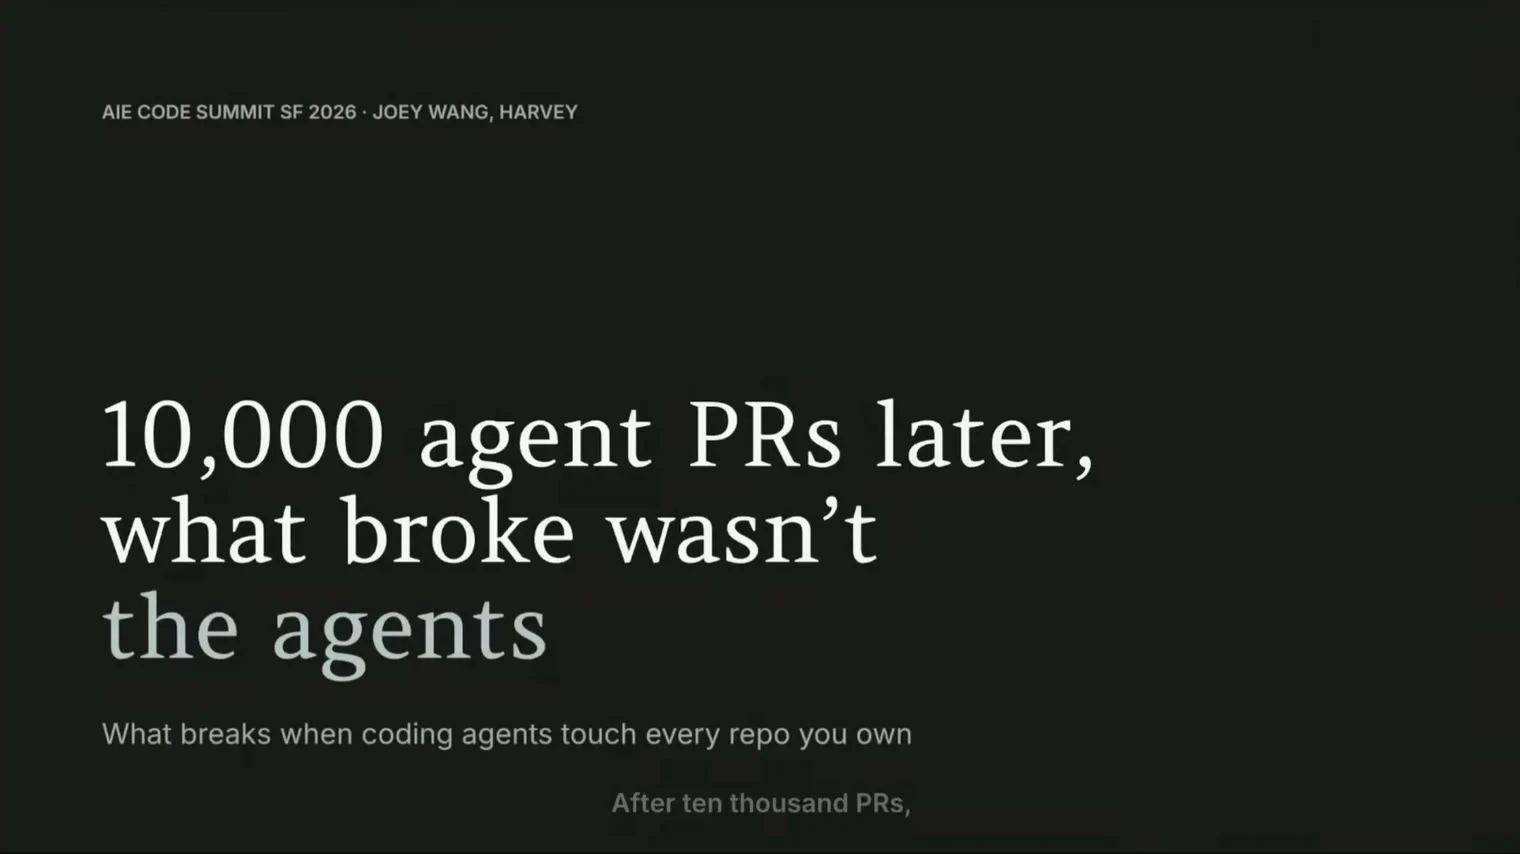 AIE CODE SUMMIT SF 2026 · JOEY WANG, HARVEY
10,000 agent PRs later,
what broke wasn’t
the agents
What breaks when coding agents touch every repo you own
After ten thousand PRs,